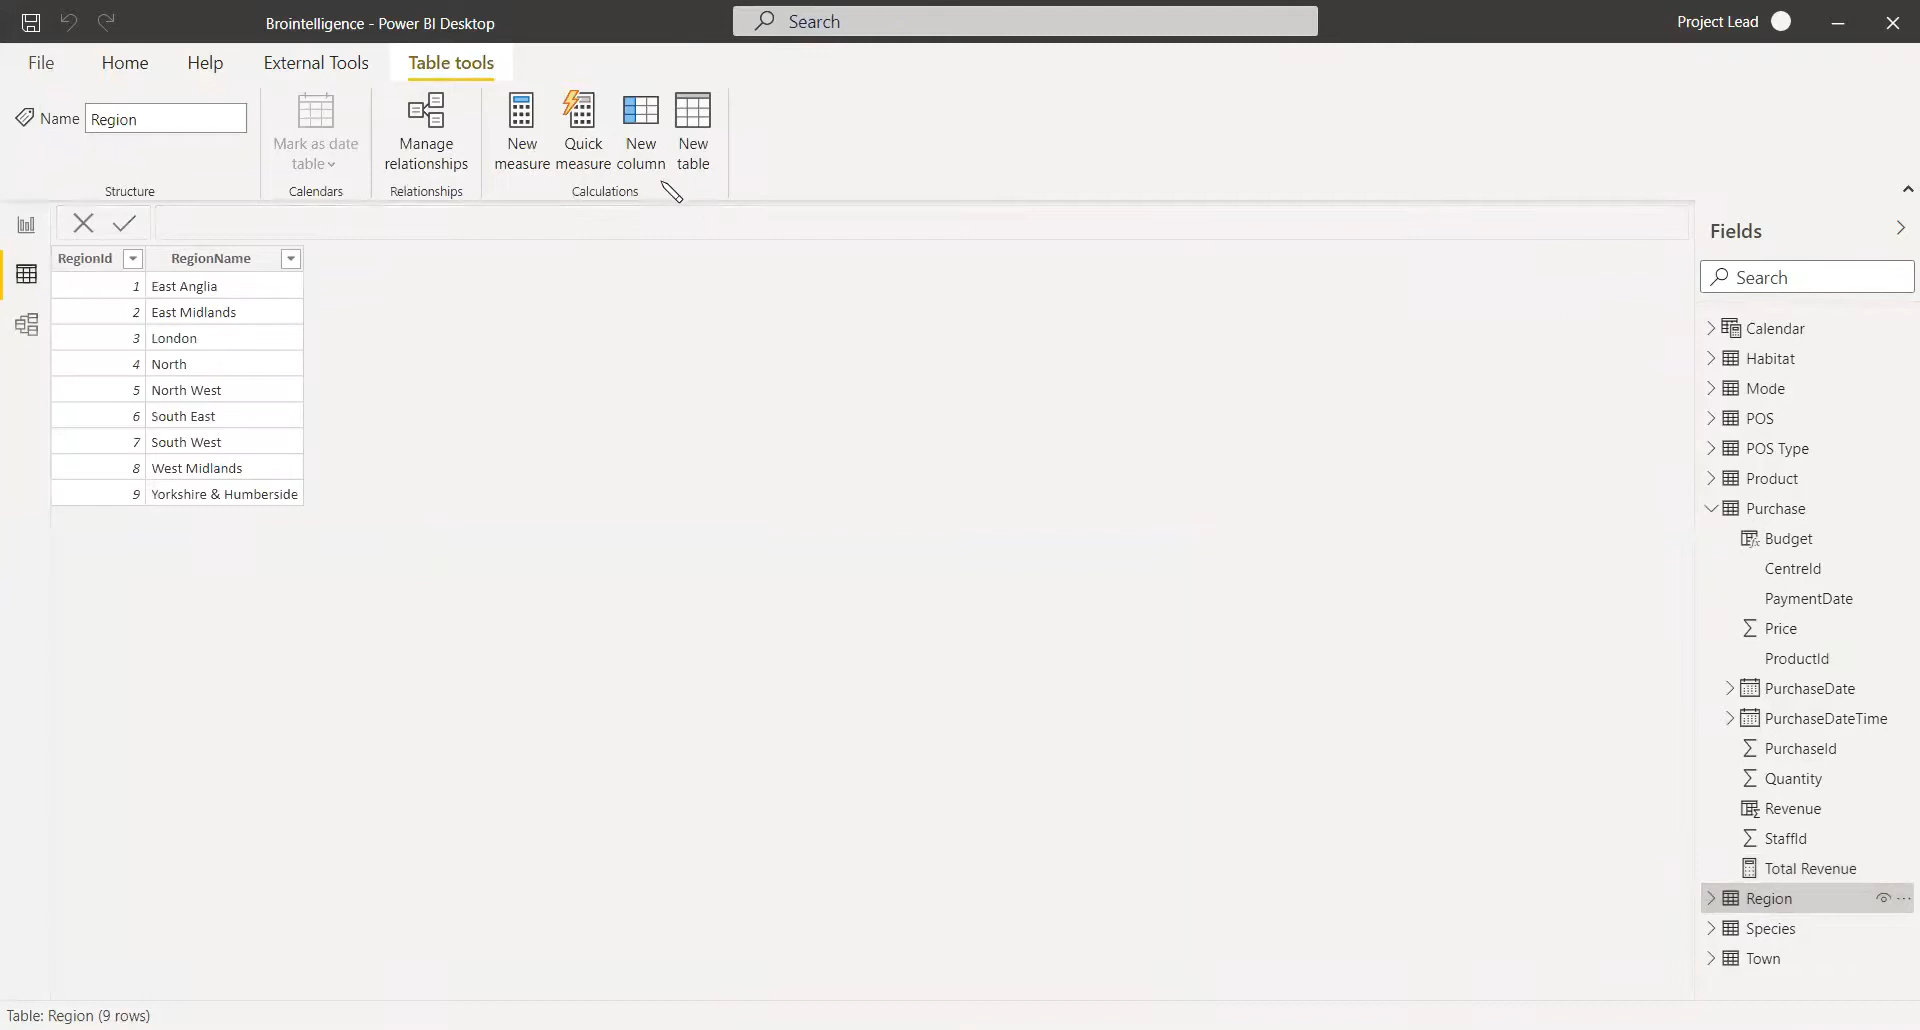 Brointelligence - Power BI Desktop
Search
Project Lead
File
Home
Help
External Tools
Table tools
Name
Region
Structure
Mark as date
table
Calendars
Manage
relationships
Relationships
New
measure
Quick
measure
New
column
New
table
Calculations
RegionId
RegionName
1 East Anglia
2 East Midlands
3 London
4 North
5 North West
6 South East
7 South West
8 West Midlands
9 Yorkshire & Humberside
Fields
Search
Calendar
Habitat
Mode
POS
POS Type
Product
Purchase
Budget
CentreId
PaymentDate
Price
ProductId
PurchaseDate
PurchaseDateTime
PurchaseId
Quantity
Revenue
StaffId
Total Revenue
Region
Species
Town
Table: Region (9 rows)